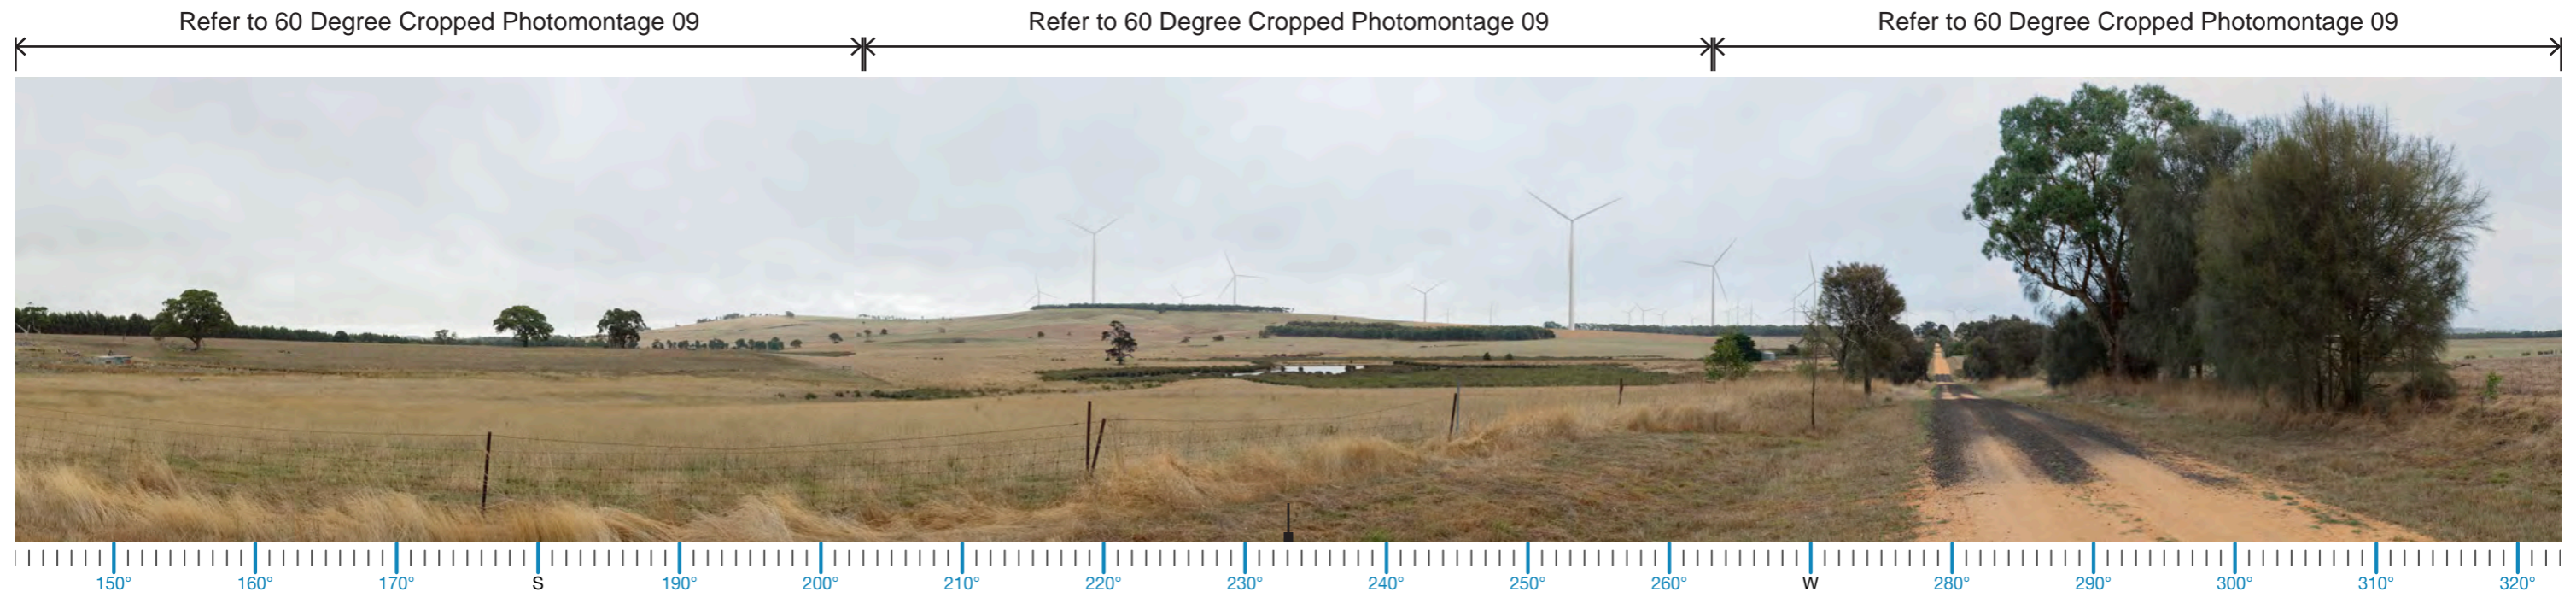 Refer to 60 Degree Cropped Photomontage 09 Refer to 60 Degree Cropped Photomontage 09 Refer to 60 Degree Cropped Photomontage 09
150° 160° 170° S 190° 200° 210° 220° 230° 240° 250° 260° W 280° 290° 300° 310° 320°